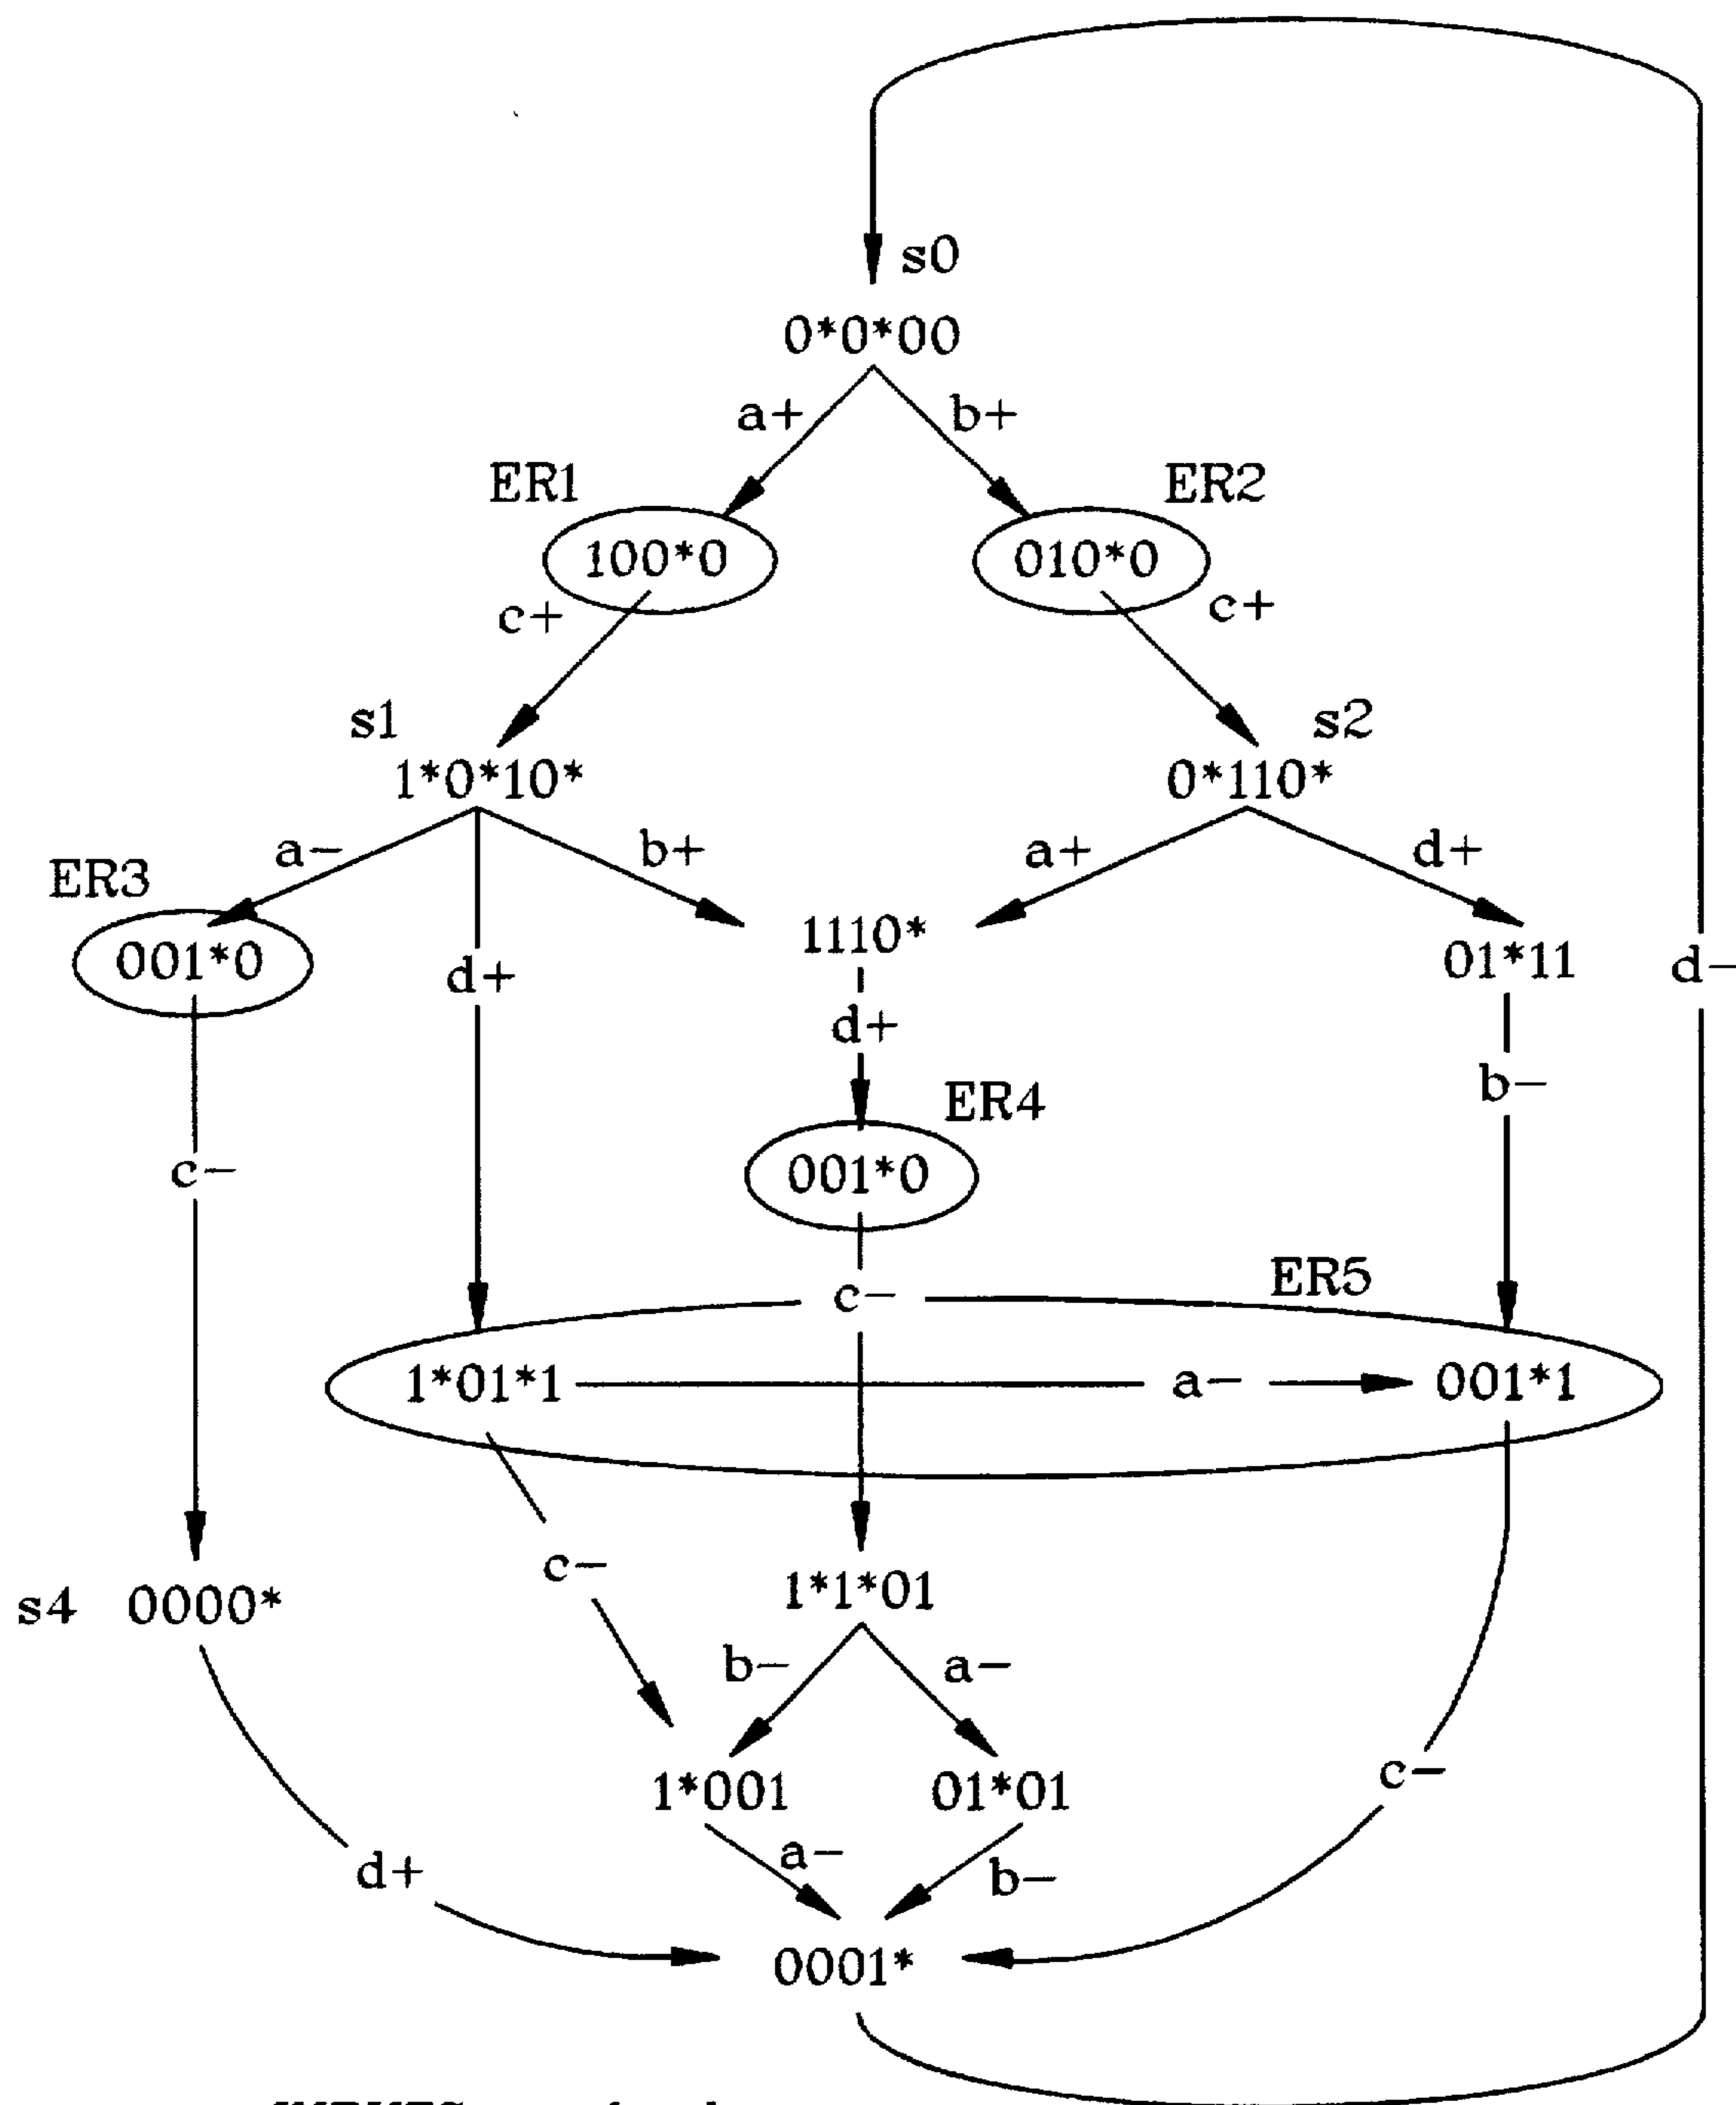 s0
0*0*00
a+ b+
ER1 ER2
100*0 010*0
c+ c+
s1 s2
1*0*10* 0*110*
a- b+ a+ d+
ER3
001*0 d+ 1110* 01*11 d-
d+
b-
ER4
c- 001*0
ER5
c-
1*01*1 a- 001*1
c-
s4 0000* 1*1*01
b- a-
c-
1*001 01*01
d+ a- b-
0001*